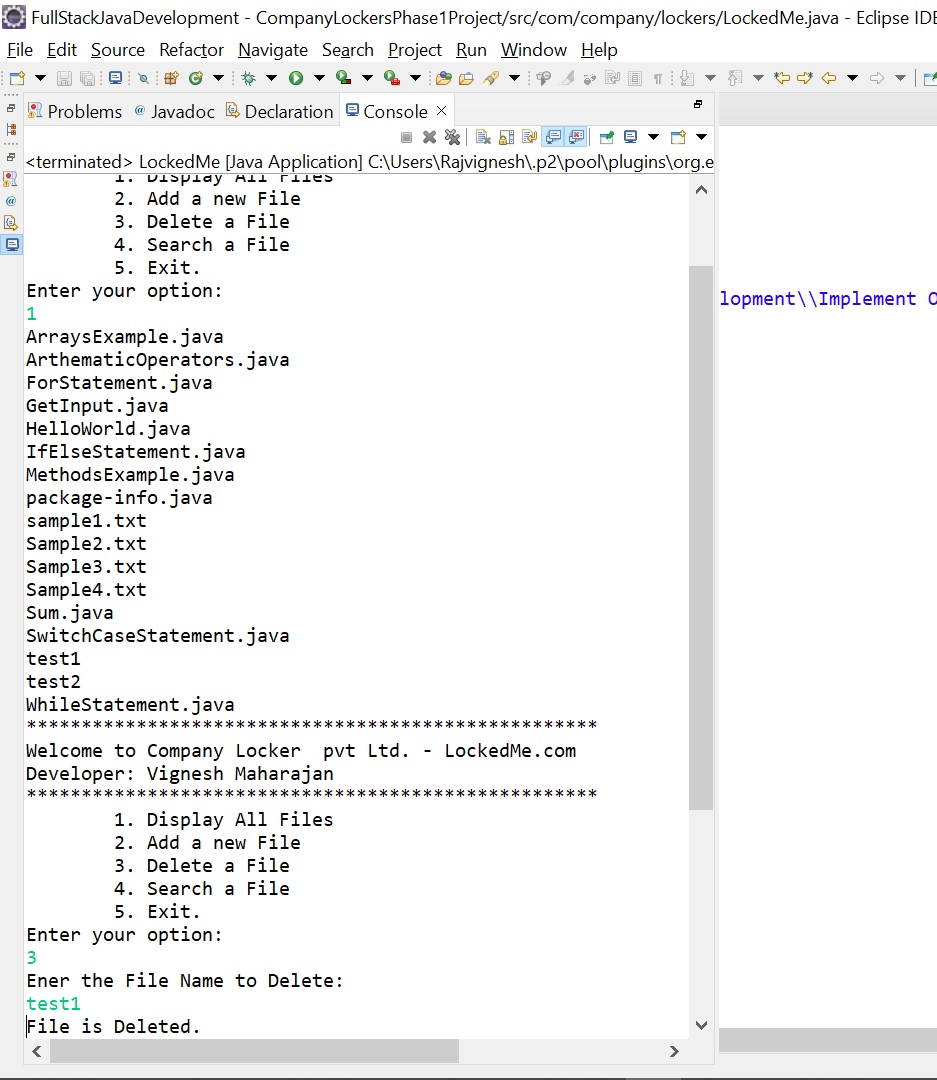 FullStackJavaDevelopment - CompanyLockersPhase1Project/src/com/company/lockers/LockedMe.java - Eclipse IDE
File Edit Source Refactor Navigate Search Project Run Window Help
Problems @ Javadoc Declaration Console
<terminated> LockedMe [Java Application] C:\Users\Rajvignesh\.p2\pool\plugins\org.e
1. Display All Files
2. Add a new File
3. Delete a File
4. Search a File
5. Exit.
Enter your option:
lopment\\Implement O
1
ArraysExample.java
ArthematicOperators.java
ForStatement.java
GetInput.java
HelloWorld.java
IfElseStatement.java
MethodsExample.java
package-info.java
sample1.txt
Sample2.txt
Sample3.txt
Sample4.txt
Sum.java
SwitchCaseStatement.java
test1
test2
WhileStatement.java
****************************************************
Welcome to Company Locker  pvt Ltd. - LockedMe.com
Developer: Vignesh Maharajan
****************************************************
1. Display All Files
2. Add a new File
3. Delete a File
4. Search a File
5. Exit.
Enter your option:
3
Ener the File Name to Delete:
test1
File is Deleted.